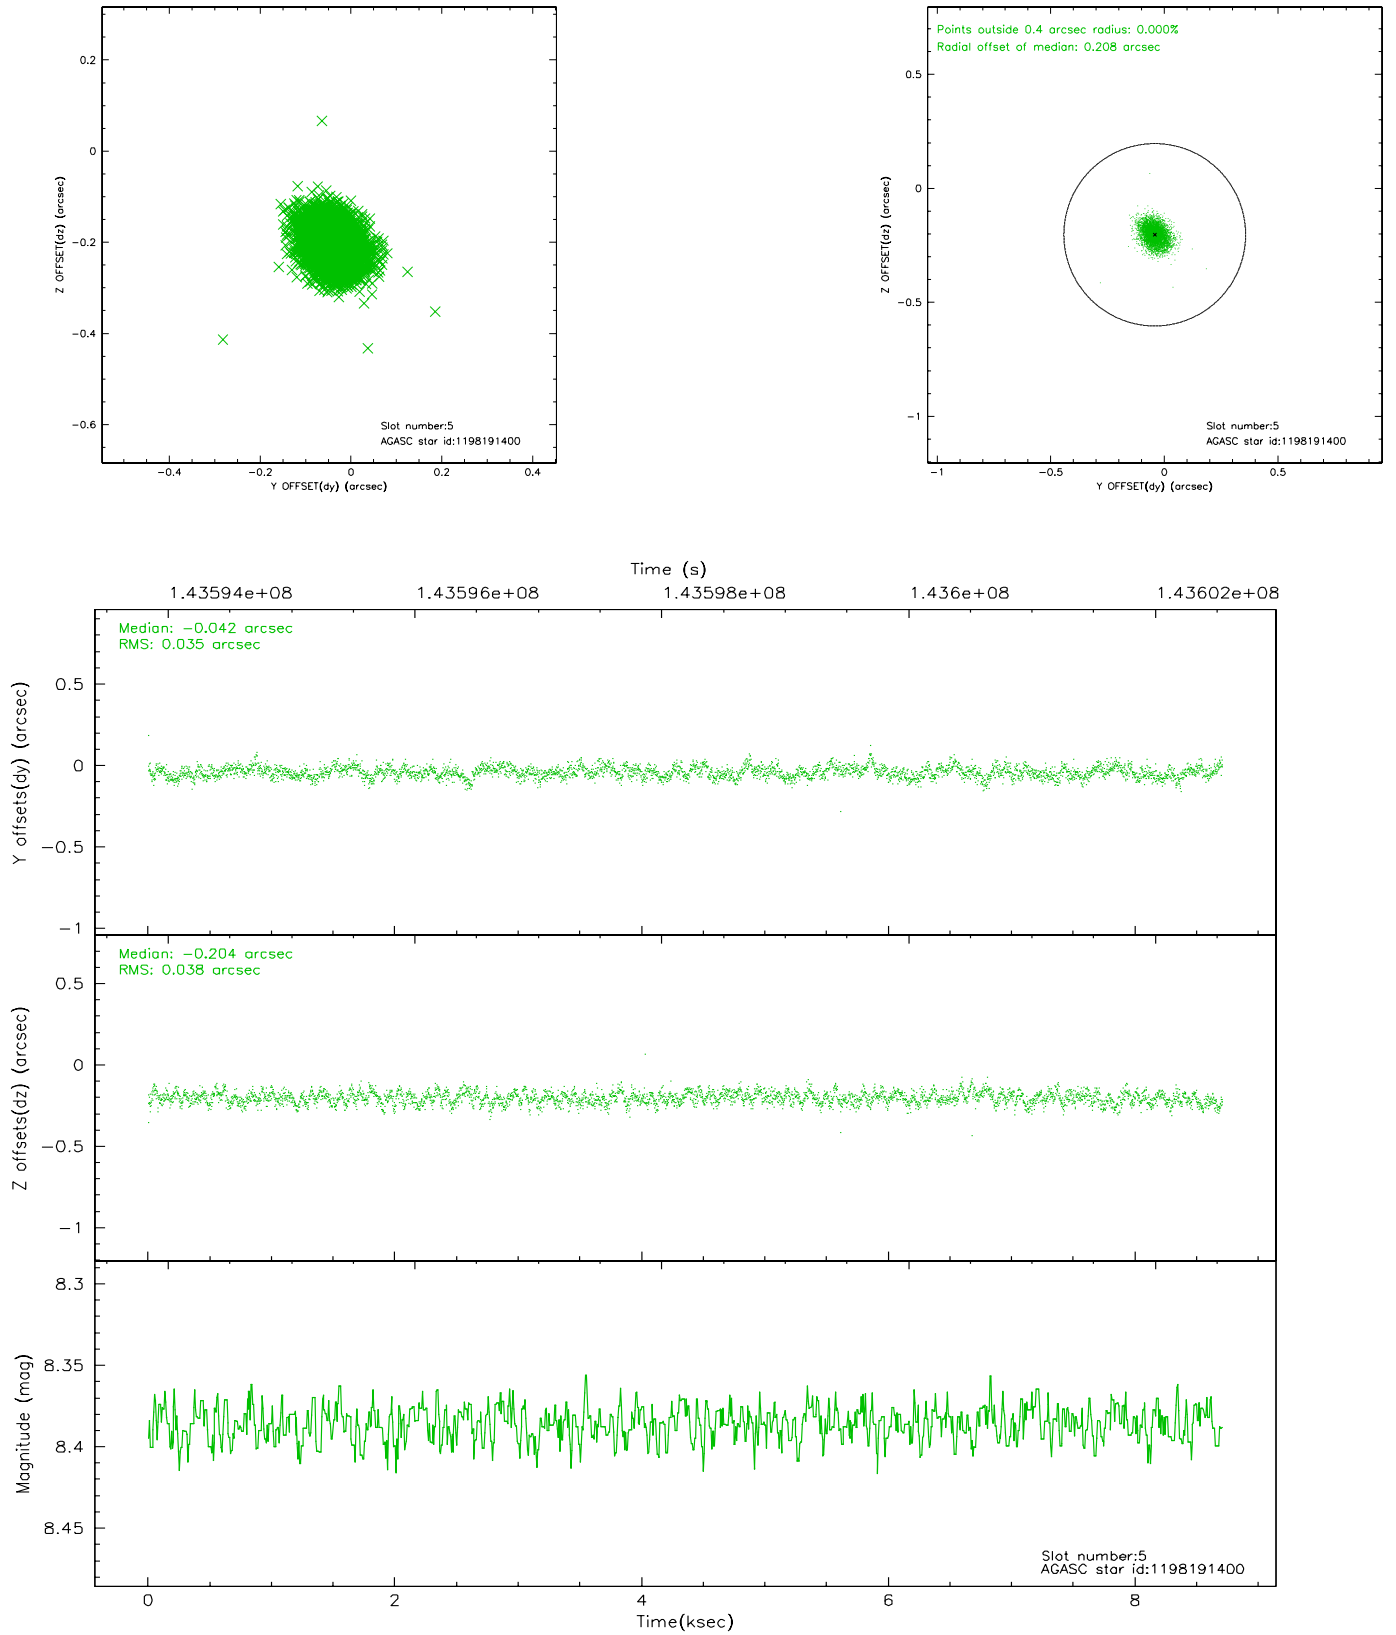 0.2
0
−0.2
−0.4
−0.6
Z OFFSET(dz) (arcsec)
Slot number:5
AGASC star id:1198191400
−0.4
−0.2
0
0.2
0.4
Y OFFSET(dy) (arcsec)
Points outside 0.4 arcsec radius: 0.000%
Radial offset of median: 0.208 arcsec
0.5
0
−0.5
−1
Z OFFSET(dz) (arcsec)
Slot number:5
AGASC star id:1198191400
−1
−0.5
0
0.5
Y OFFSET(dy) (arcsec)
Time (s)
1.43594e+08
1.43596e+08
1.43598e+08
1.436e+08
1.43602e+08
Median: −0.042 arcsec
RMS: 0.035 arcsec
0.5
0
−0.5
−1
Y offsets(dy) (arcsec)
Median: −0.204 arcsec
RMS: 0.038 arcsec
0.5
0
−0.5
−1
Z offsets(dz) (arcsec)
8.3
8.35
8.4
8.45
Magnitude (mag)
Slot number:5
AGASC star id:1198191400
0
2
4
6
8
Time(ksec)